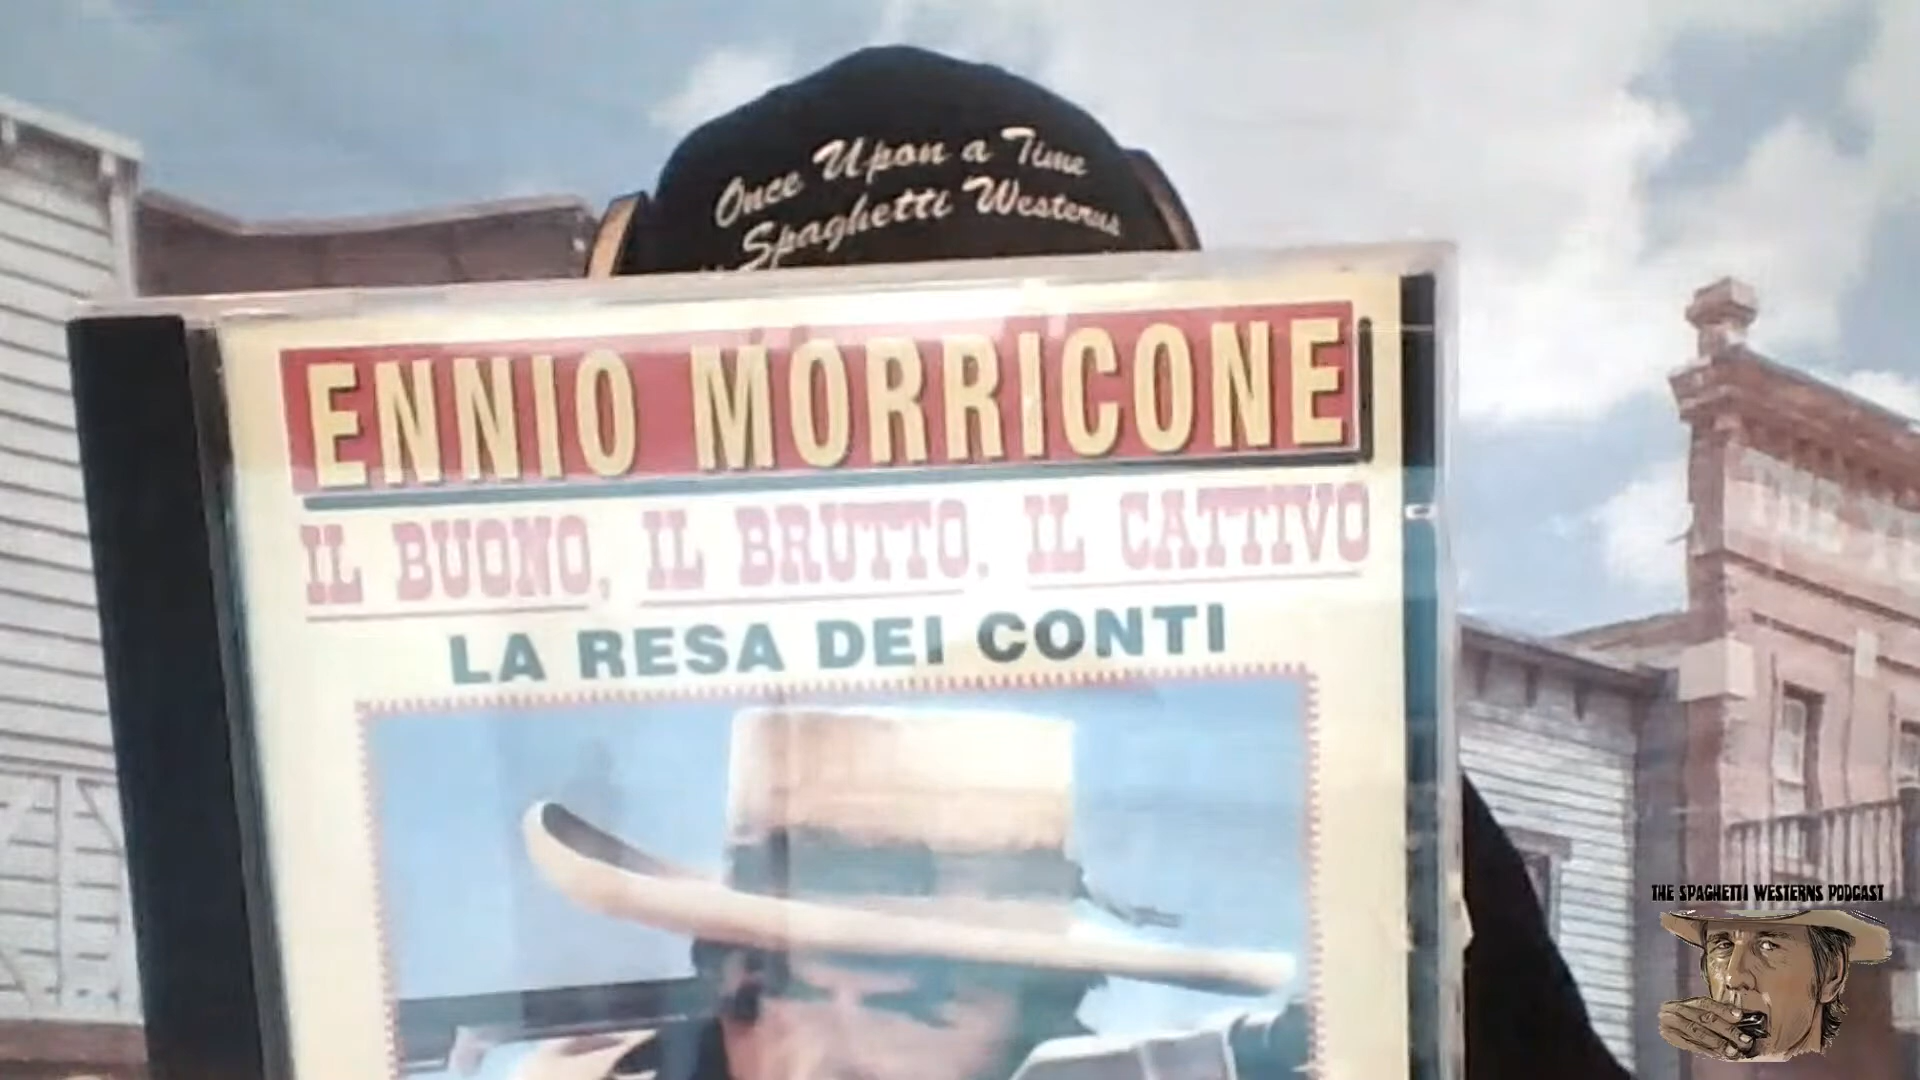 Once Upon a Time
Spaghetti Westerns
ENNIO MORRICONE
IL BUONO, IL BRUTTO, IL CATTIVO
LA RESA DEI CONTI
THE SPAGHETTI WESTERNS PODCAST